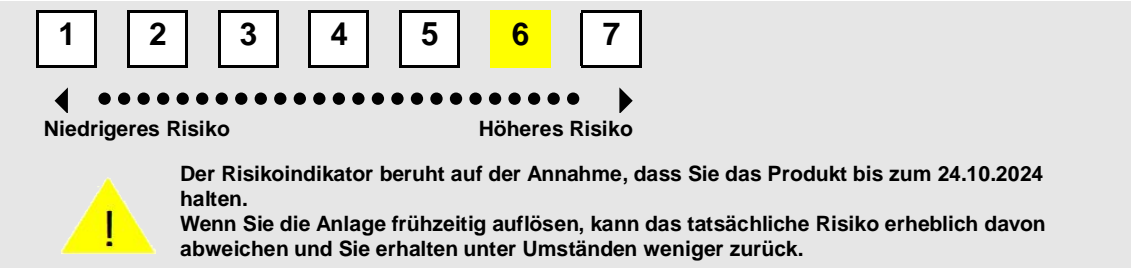 1 2 3 4 5 6 7
Niedrigeres Risiko Höheres Risiko
Der Risikoindikator beruht auf der Annahme, dass Sie das Produkt bis zum 24.10.2024
halten.
Wenn Sie die Anlage frühzeitig auflösen, kann das tatsächliche Risiko erheblich davon
abweichen und Sie erhalten unter Umständen weniger zurück.
!